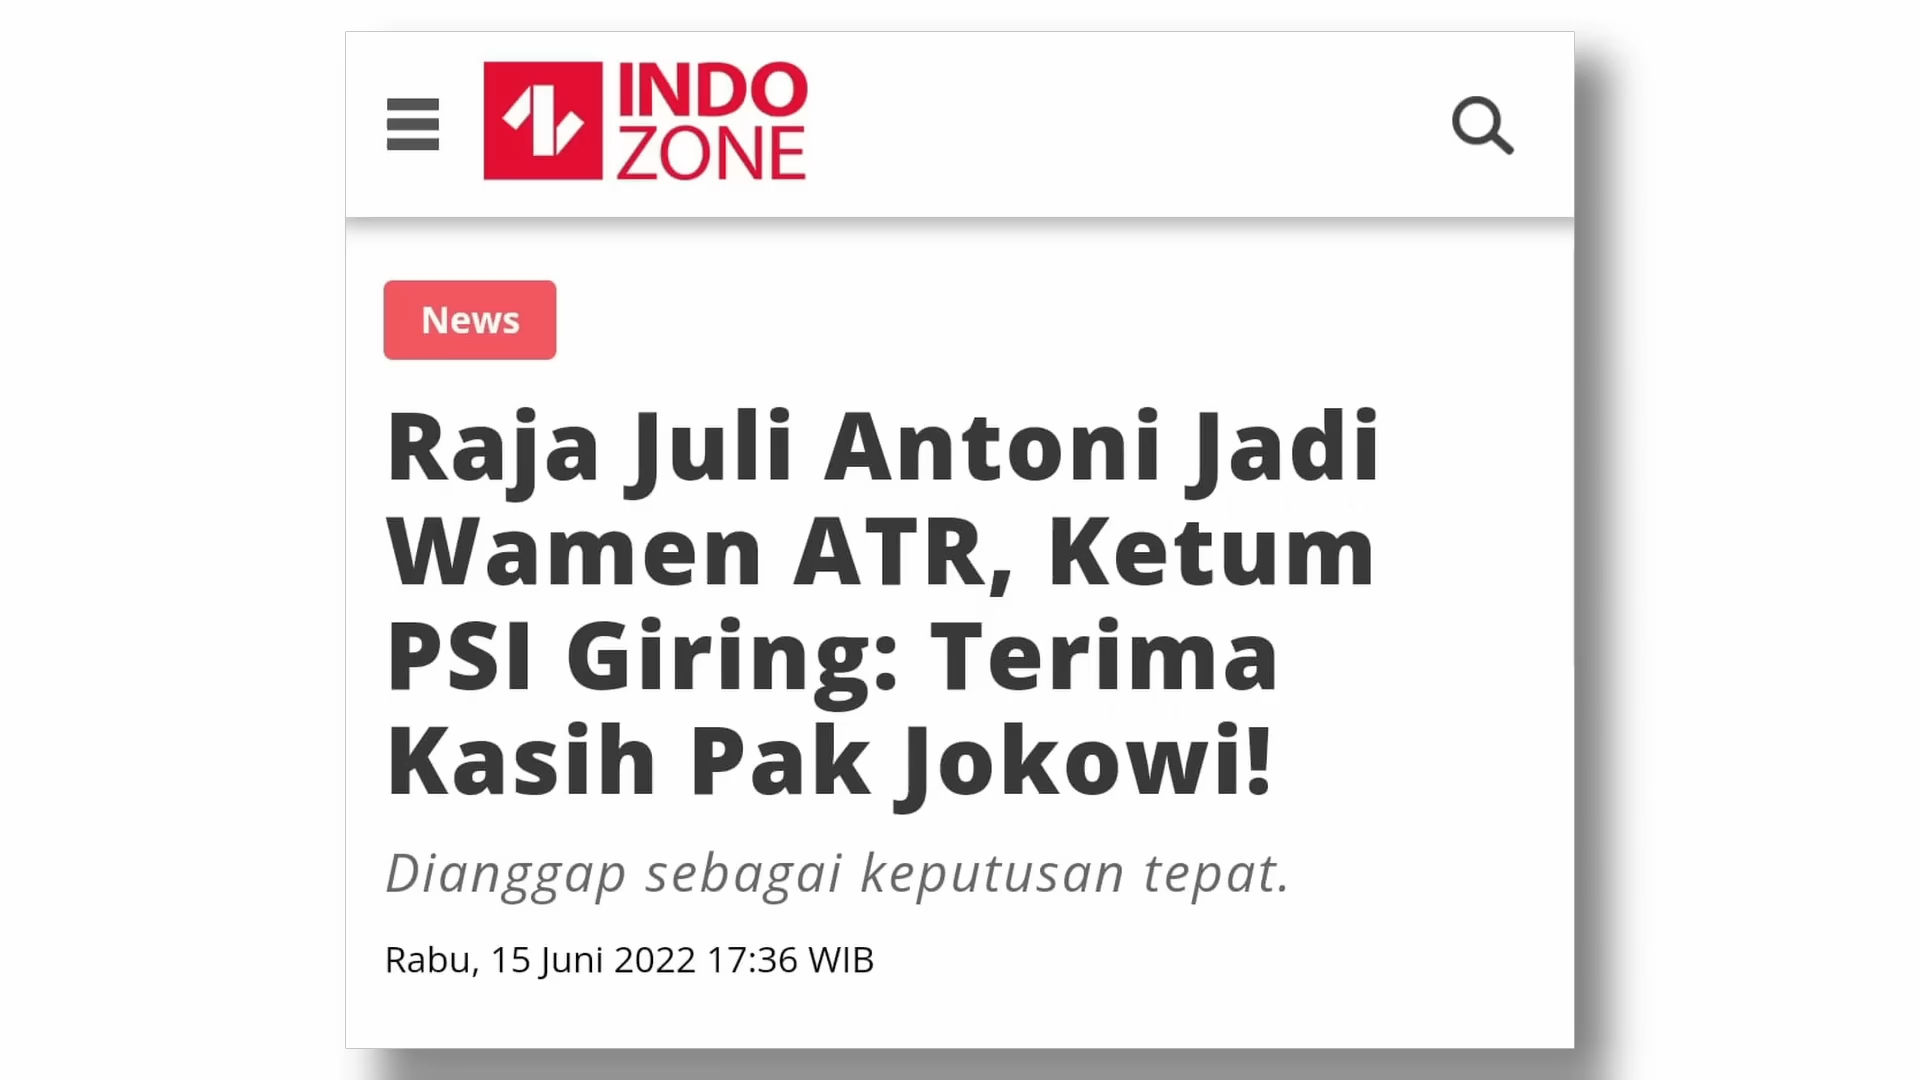 INDO
ZONE
News
Raja Juli Antoni Jadi
Wamen ATR, Ketum
PSI Giring: Terima
Kasih Pak Jokowi!
Dianggap sebagai keputusan tepat.
Rabu, 15 Juni 2022 17:36 WIB